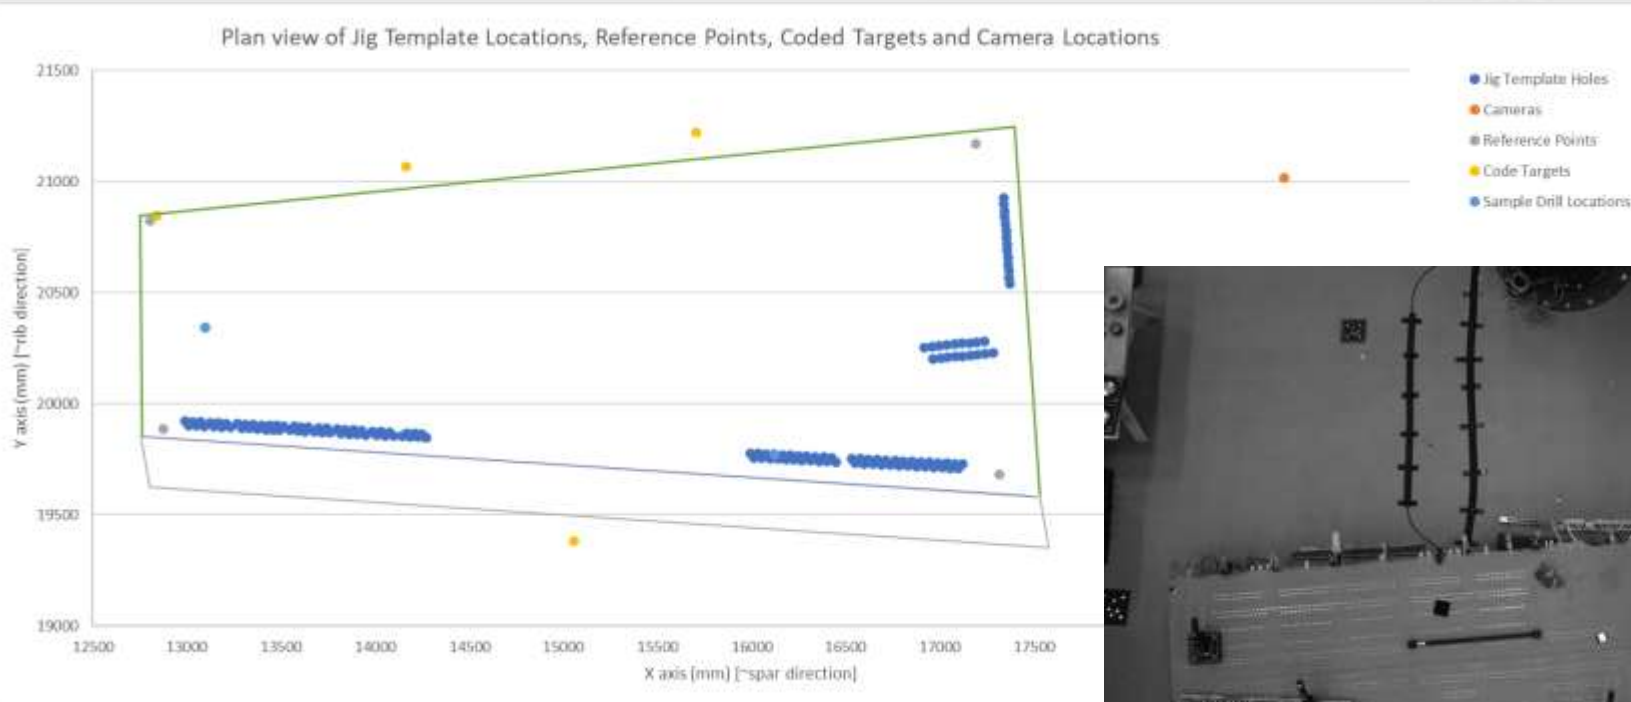 Plan view of Jig Template Locations, Reference Points, Coded Targets and Camera Locations
21500
21000
20500
20000
19500
19000
Y axis (mm) [~rib direction]
12500 13000 13500 14000 14500 15000 15500 16000 16500 17000 17500
X axis (mm) [~spar direction]
Jig Template Holes
Cameras
Reference Points
Code Targets
Sample Drill Locations